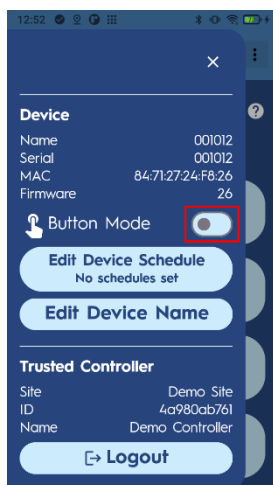 12:52
×
Device
Name 001012
Serial 001012
MAC 84:71:27:24:F8:26
Firmware 26
Button Mode
Edit Device Schedule
No schedules set
Edit Device Name
Trusted Controller
Site Demo Site
ID 4a980ab761
Name Demo Controller
Logout
?